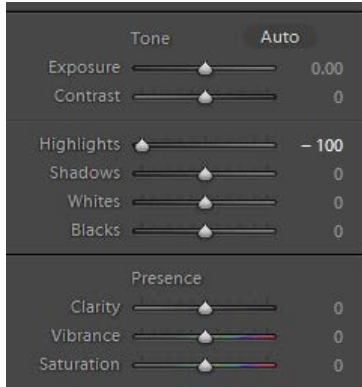 Tone Auto
Exposure 0.00
Contrast 0
Highlights – 100
Shadows 0
Whites 0
Blacks 0
Presence
Clarity 0
Vibrance 0
Saturation 0